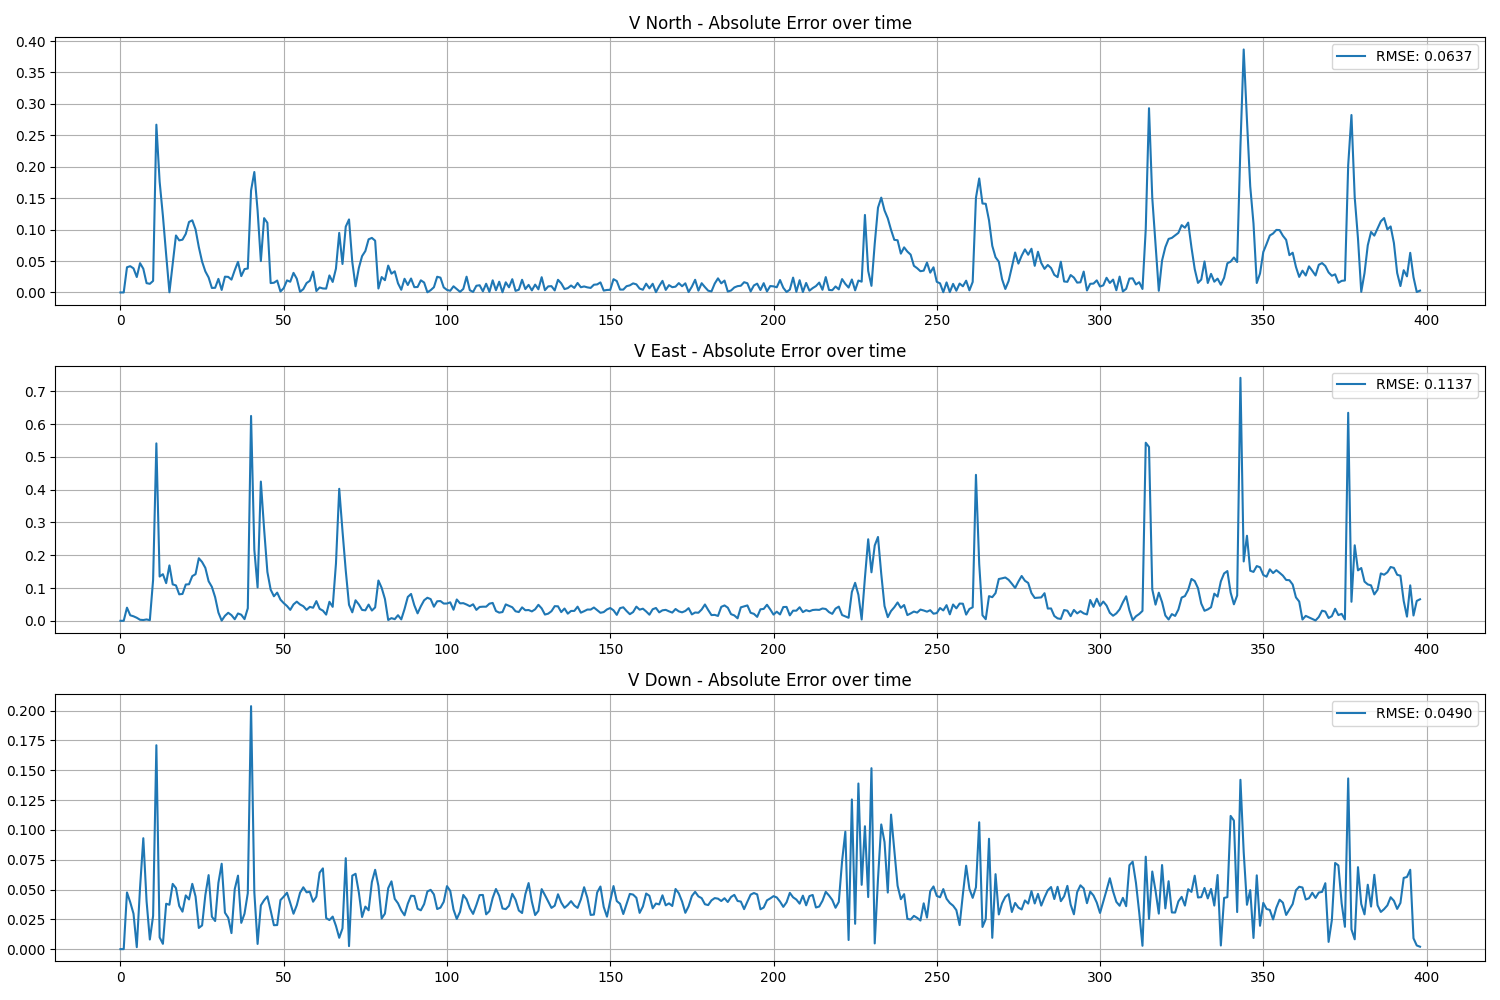 V North - Absolute Error over time
RMSE: 0.0637
0.40
0.35
0.30
0.25
0.20
0.15
0.10
0.05
0.00
0 50 100 150 200 250 300 350 400
V East - Absolute Error over time
RMSE: 0.1137
0.7
0.6
0.5
0.4
0.3
0.2
0.1
0.0
0 50 100 150 200 250 300 350 400
V Down - Absolute Error over time
RMSE: 0.0490
0.200
0.175
0.150
0.125
0.100
0.075
0.050
0.025
0.000
0 50 100 150 200 250 300 350 400